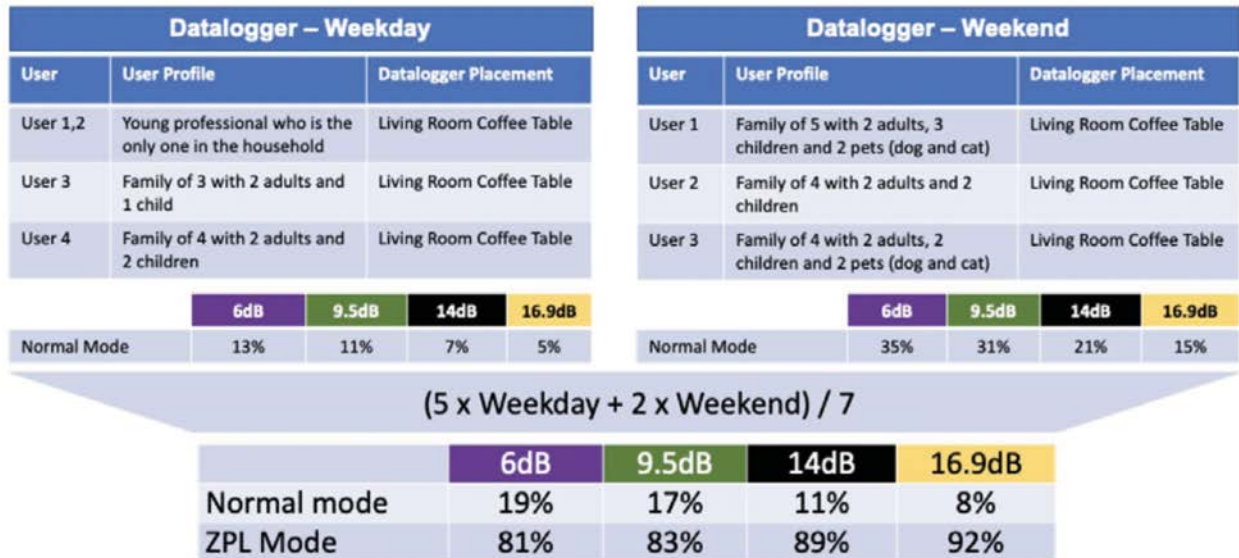 Datalogger – Weekday
User User Profile Datalogger Placement
User 1,2 Young professional who is the only one in the household Living Room Coffee Table
User 3 Family of 3 with 2 adults and 1 child Living Room Coffee Table
User 4 Family of 4 with 2 adults and 2 children Living Room Coffee Table
6dB 9.5dB 14dB 16.9dB
Normal Mode 13% 11% 7% 5%
Datalogger – Weekend
User User Profile Datalogger Placement
User 1 Family of 5 with 2 adults, 3 children and 2 pets (dog and cat) Living Room Coffee Table
User 2 Family of 4 with 2 adults and 2 children Living Room Coffee Table
User 3 Family of 4 with 2 adults, 2 children and 2 pets (dog and cat) Living Room Coffee Table
6dB 9.5dB 14dB 16.9dB
Normal Mode 35% 31% 21% 15%
(5 x Weekday + 2 x Weekend) / 7
6dB 9.5dB 14dB 16.9dB
Normal mode 19% 17% 11% 8%
ZPL Mode 81% 83% 89% 92%